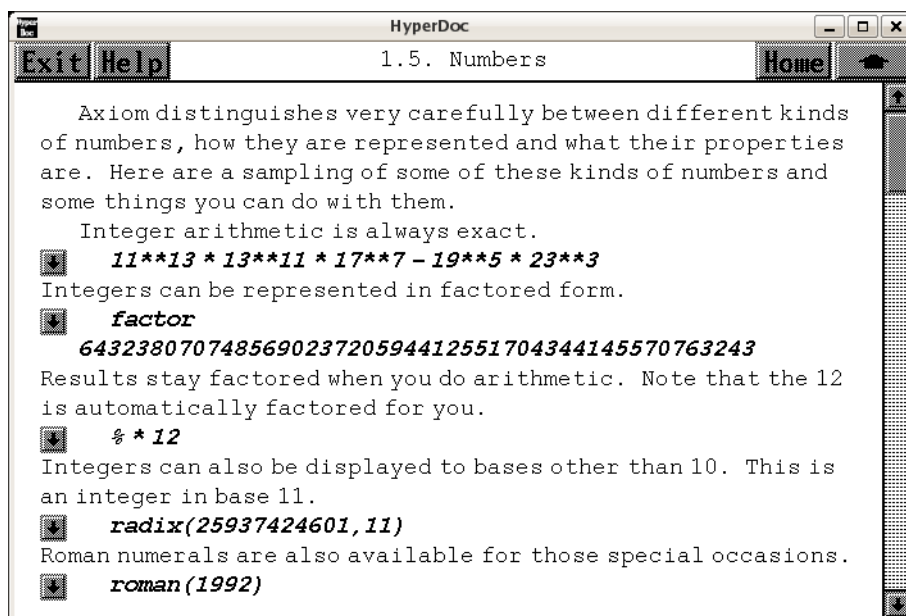 Hyper
Doc
HyperDoc
Exit Help 1.5. Numbers Home
Axiom distinguishes very carefully between different kinds
of numbers, how they are represented and what their properties
are. Here are a sampling of some of these kinds of numbers and
some things you can do with them.
Integer arithmetic is always exact.
11**13 * 13**11 * 17**7 - 19**5 * 23**3
Integers can be represented in factored form.
factor
643238070748569023720594412551704344145570763243
Results stay factored when you do arithmetic. Note that the 12
is automatically factored for you.
% * 12
Integers can also be displayed to bases other than 10. This is
an integer in base 11.
radix(25937424601,11)
Roman numerals are also available for those special occasions.
roman(1992)